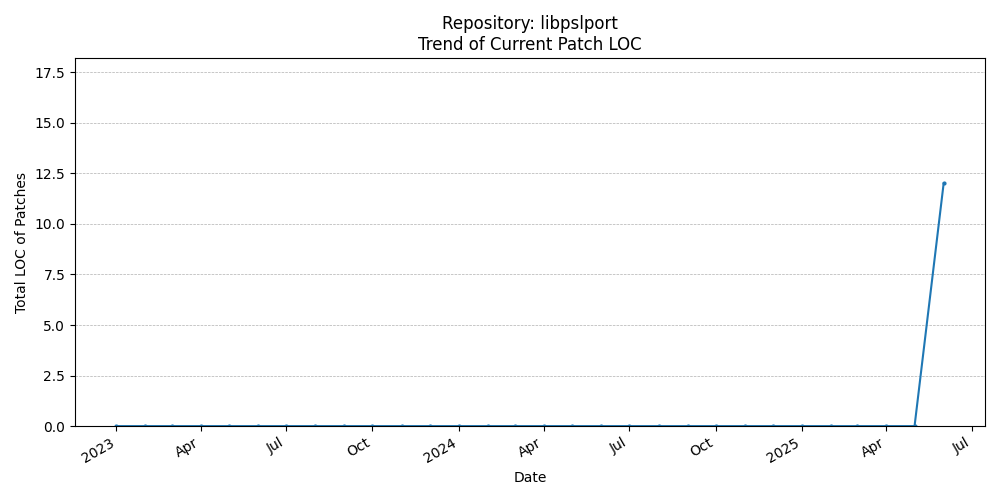 Repository: libpslport
Trend of Current Patch LOC
17.5
15.0
12.5
10.0
7.5
5.0
2.5
0.0
Total LOC of Patches
2023
Apr
Jul
Oct
2024
Apr
Jul
Oct
2025
Apr
Jul
Date